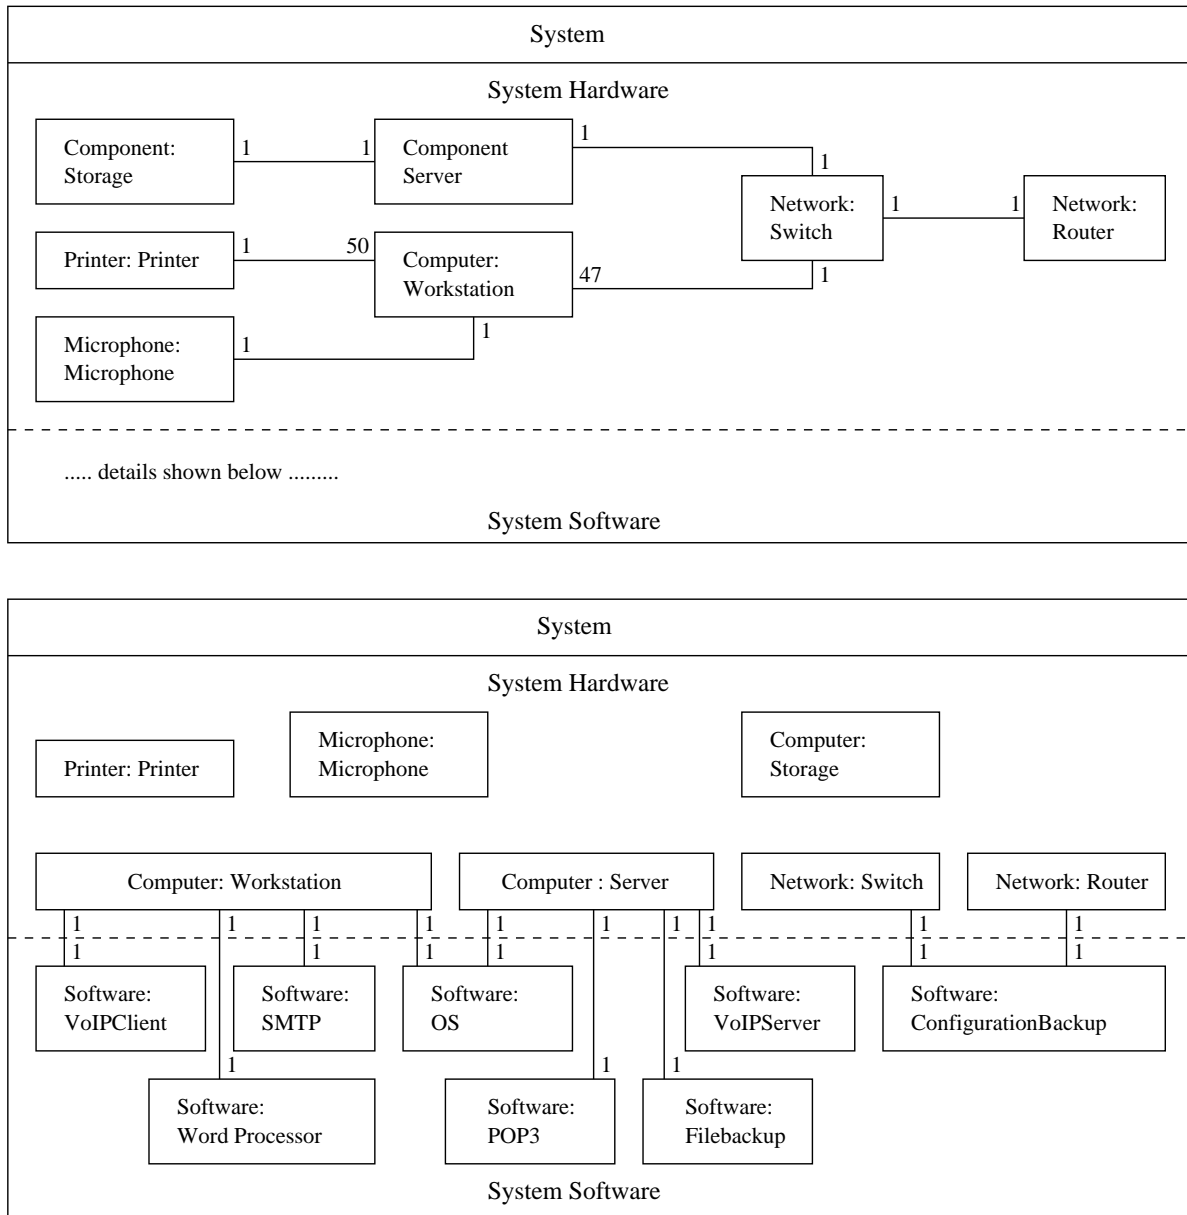 System
System Hardware
Component:
Storage
1
1
Component
Server
1
1
Network:
Switch
1
1
Network:
Router
Printer: Printer
1
50
Computer:
Workstation
47
1
Microphone:
Microphone
1
1
..... details shown below .........
System Software
System
System Hardware
Printer: Printer
Microphone:
Microphone
Computer:
Storage
Computer: Workstation
Computer : Server
Network: Switch
Network: Router
1 1 1 1 1 1 1 1 1 1
1 1 1 1 1 1 1
Software:
VoIPClient
Software:
SMTP
Software:
OS
Software:
VoIPServer
Software:
ConfigurationBackup
1 1 1
Software:
Word Processor
Software:
POP3
Software:
Filebackup
System Software